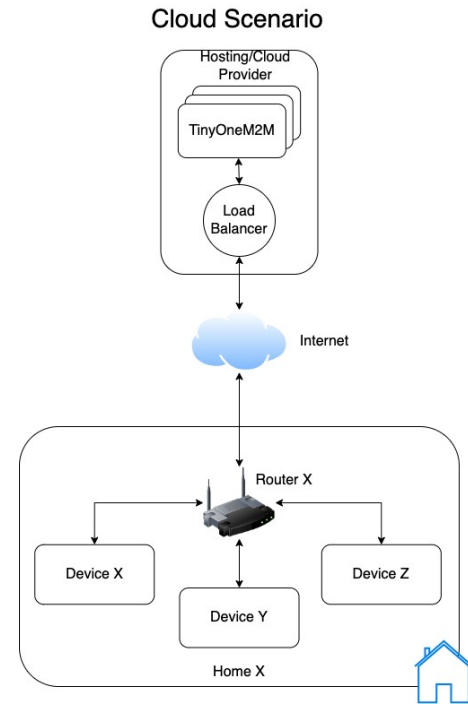 Cloud Scenario
Hosting/Cloud
Provider
TinyOneM2M
Load
Balancer
Internet
Router X
Device X
Device Z
Device Y
Home X